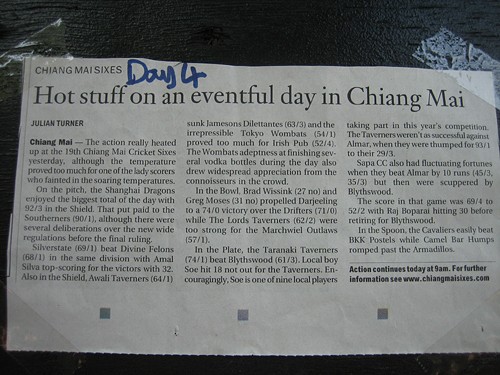 CHIANG MAI SIXES
Day 4
Hot stuff on an eventful day in Chiang Mai
JULIAN TURNER
Chiang Mai — The action really heated
up at the 19th Chiang Mai Cricket Sixes
yesterday, although the temperature
proved too much for one of the lady scorers
who fainted in the soaring temperatures.
On the pitch, the Shanghai Dragons
enjoyed the biggest total of the day with
92/3 in the Shield. That put paid to the
Southerners (90/1), although there were
several deliberations over the new wide
regulations before the final ruling.
Silverstate (69/1) beat Divine Felons
(68/1) in the same division with Amal
Silva top-scoring for the victors with 32.
Also in the Shield, Awali Taverners (64/1)
sunk Jamesons Dilettantes (63/3) and the
irrepressible Tokyo Wombats (54/1)
proved too much for Irish Pub (52/4).
The Wombats adeptness at finishing sev-
eral vodka bottles during the day also
drew widespread appreciation from the
connoisseurs in the crowd.
In the Bowl, Brad Wissink (27 no) and
Greg Moses (31 no) propelled Darjeeling
to a 74/0 victory over the Drifters (71/0)
while The Lords Taverners (62/2) were
too strong for the Marchwiel Outlaws
(57/1).
In the Plate, the Taranaki Taverners
(74/1) beat Blythswood (61/3). Local boy
Soe hit 18 not out for the Taverners. En-
couragingly, Soe is one of nine local players
taking part in this year's competition.
The Taverners weren't as successful against
Almar, when they were thumped for 93/1
to their 29/3.
Sapa CC also had fluctuating fortunes
when they beat Almar by 10 runs (45/3,
35/3) but then were scuppered by
Blythswood.
The score in that game was 69/4 to
52/2 with Raj Boparai hitting 30 before
retiring for Blythswood.
In the Spoon, the Cavaliers easily beat
BKK Postels while Camel Bar Humps
romped past the Armadillos.
Action continues today at 9am. For further
information see www.chiangmaisixes.com